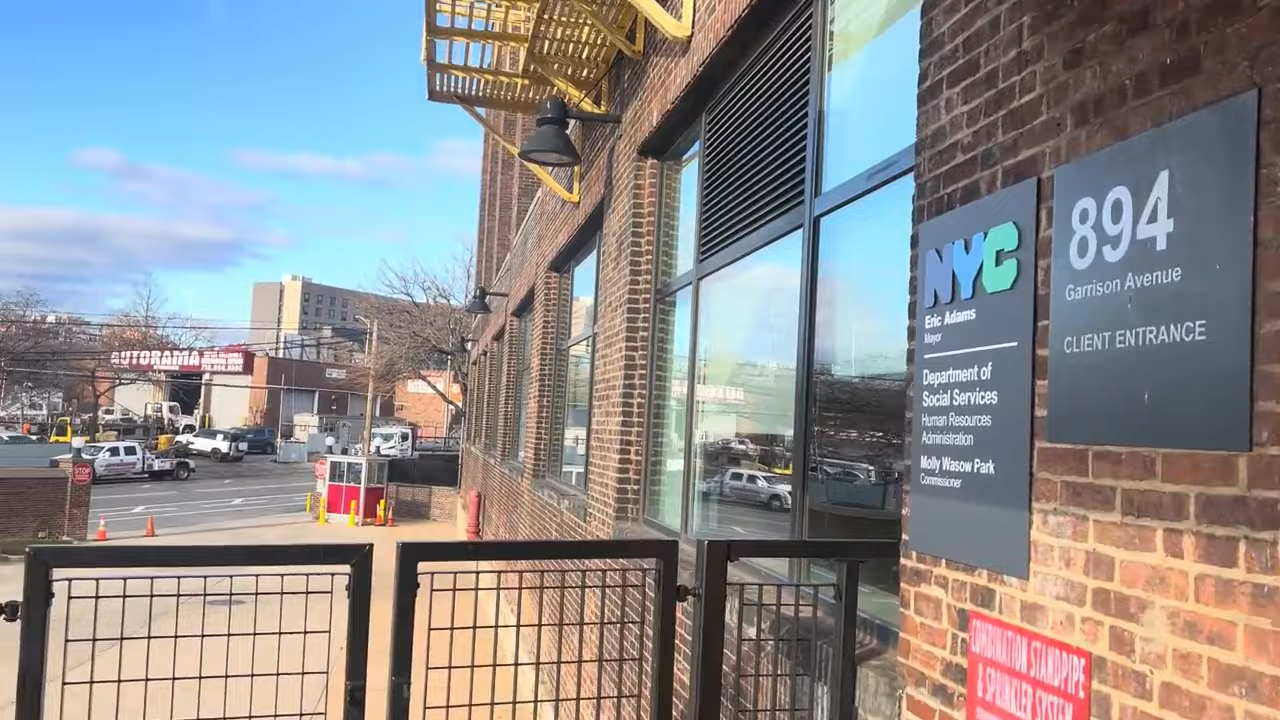 AUTORAMA
STOP
NYC
Eric Adams
Mayor
Department of
Social Services
Human Resources
Administration
Molly Wasow Park
Commissioner
894
Garrison Avenue
CLIENT ENTRANCE
COMBINATION STANDPIPE
& SPRINKLER SYSTEM